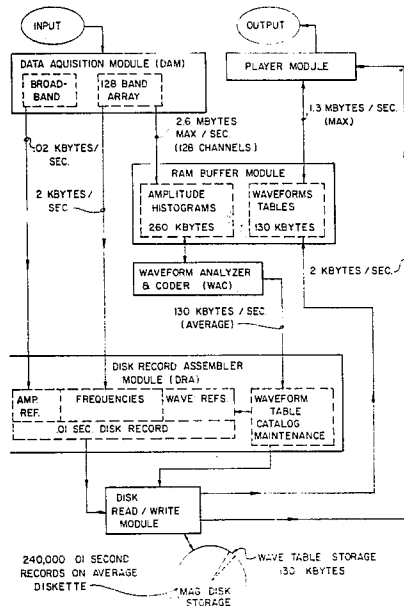 INPUT
OUTPUT
DATA AQUISITION MODULE (DAM)
BROAD-
BAND
128 BAND
ARRAY
PLAYER MODULE
.02 KBYTES/
SEC.
2.6 MBYTES
MAX / SEC.
(128 CHANNELS)
1.3 MBYTES / SEC.
(MAX)
2 KBYTES /
SEC
RAM BUFFER MODULE
AMPLITUDE
HISTOGRAMS
260 KBYTES
WAVEFORMS
TABLES
130 KBYTES
WAVEFORM ANALYZER
& CODER (WAC)
2 KBYTES / SEC.
130 KBYTES / SEC.
(AVERAGE)
DISK RECORD ASSEMBLER
MODULE (DRA)
AMP.
REF.
FREQUENCIES
WAVE REFS.
.01 SEC. DISK RECORD
WAVEFORM
TABLE
CATALOG
MAINTENANCE
DISK
READ / WRITE
MODULE
240,000 .01 SECOND
RECORDS ON AVERAGE
DISKETTE
WAVE TABLE STORAGE
130 KBYTES
MAG DISK
STORAGE